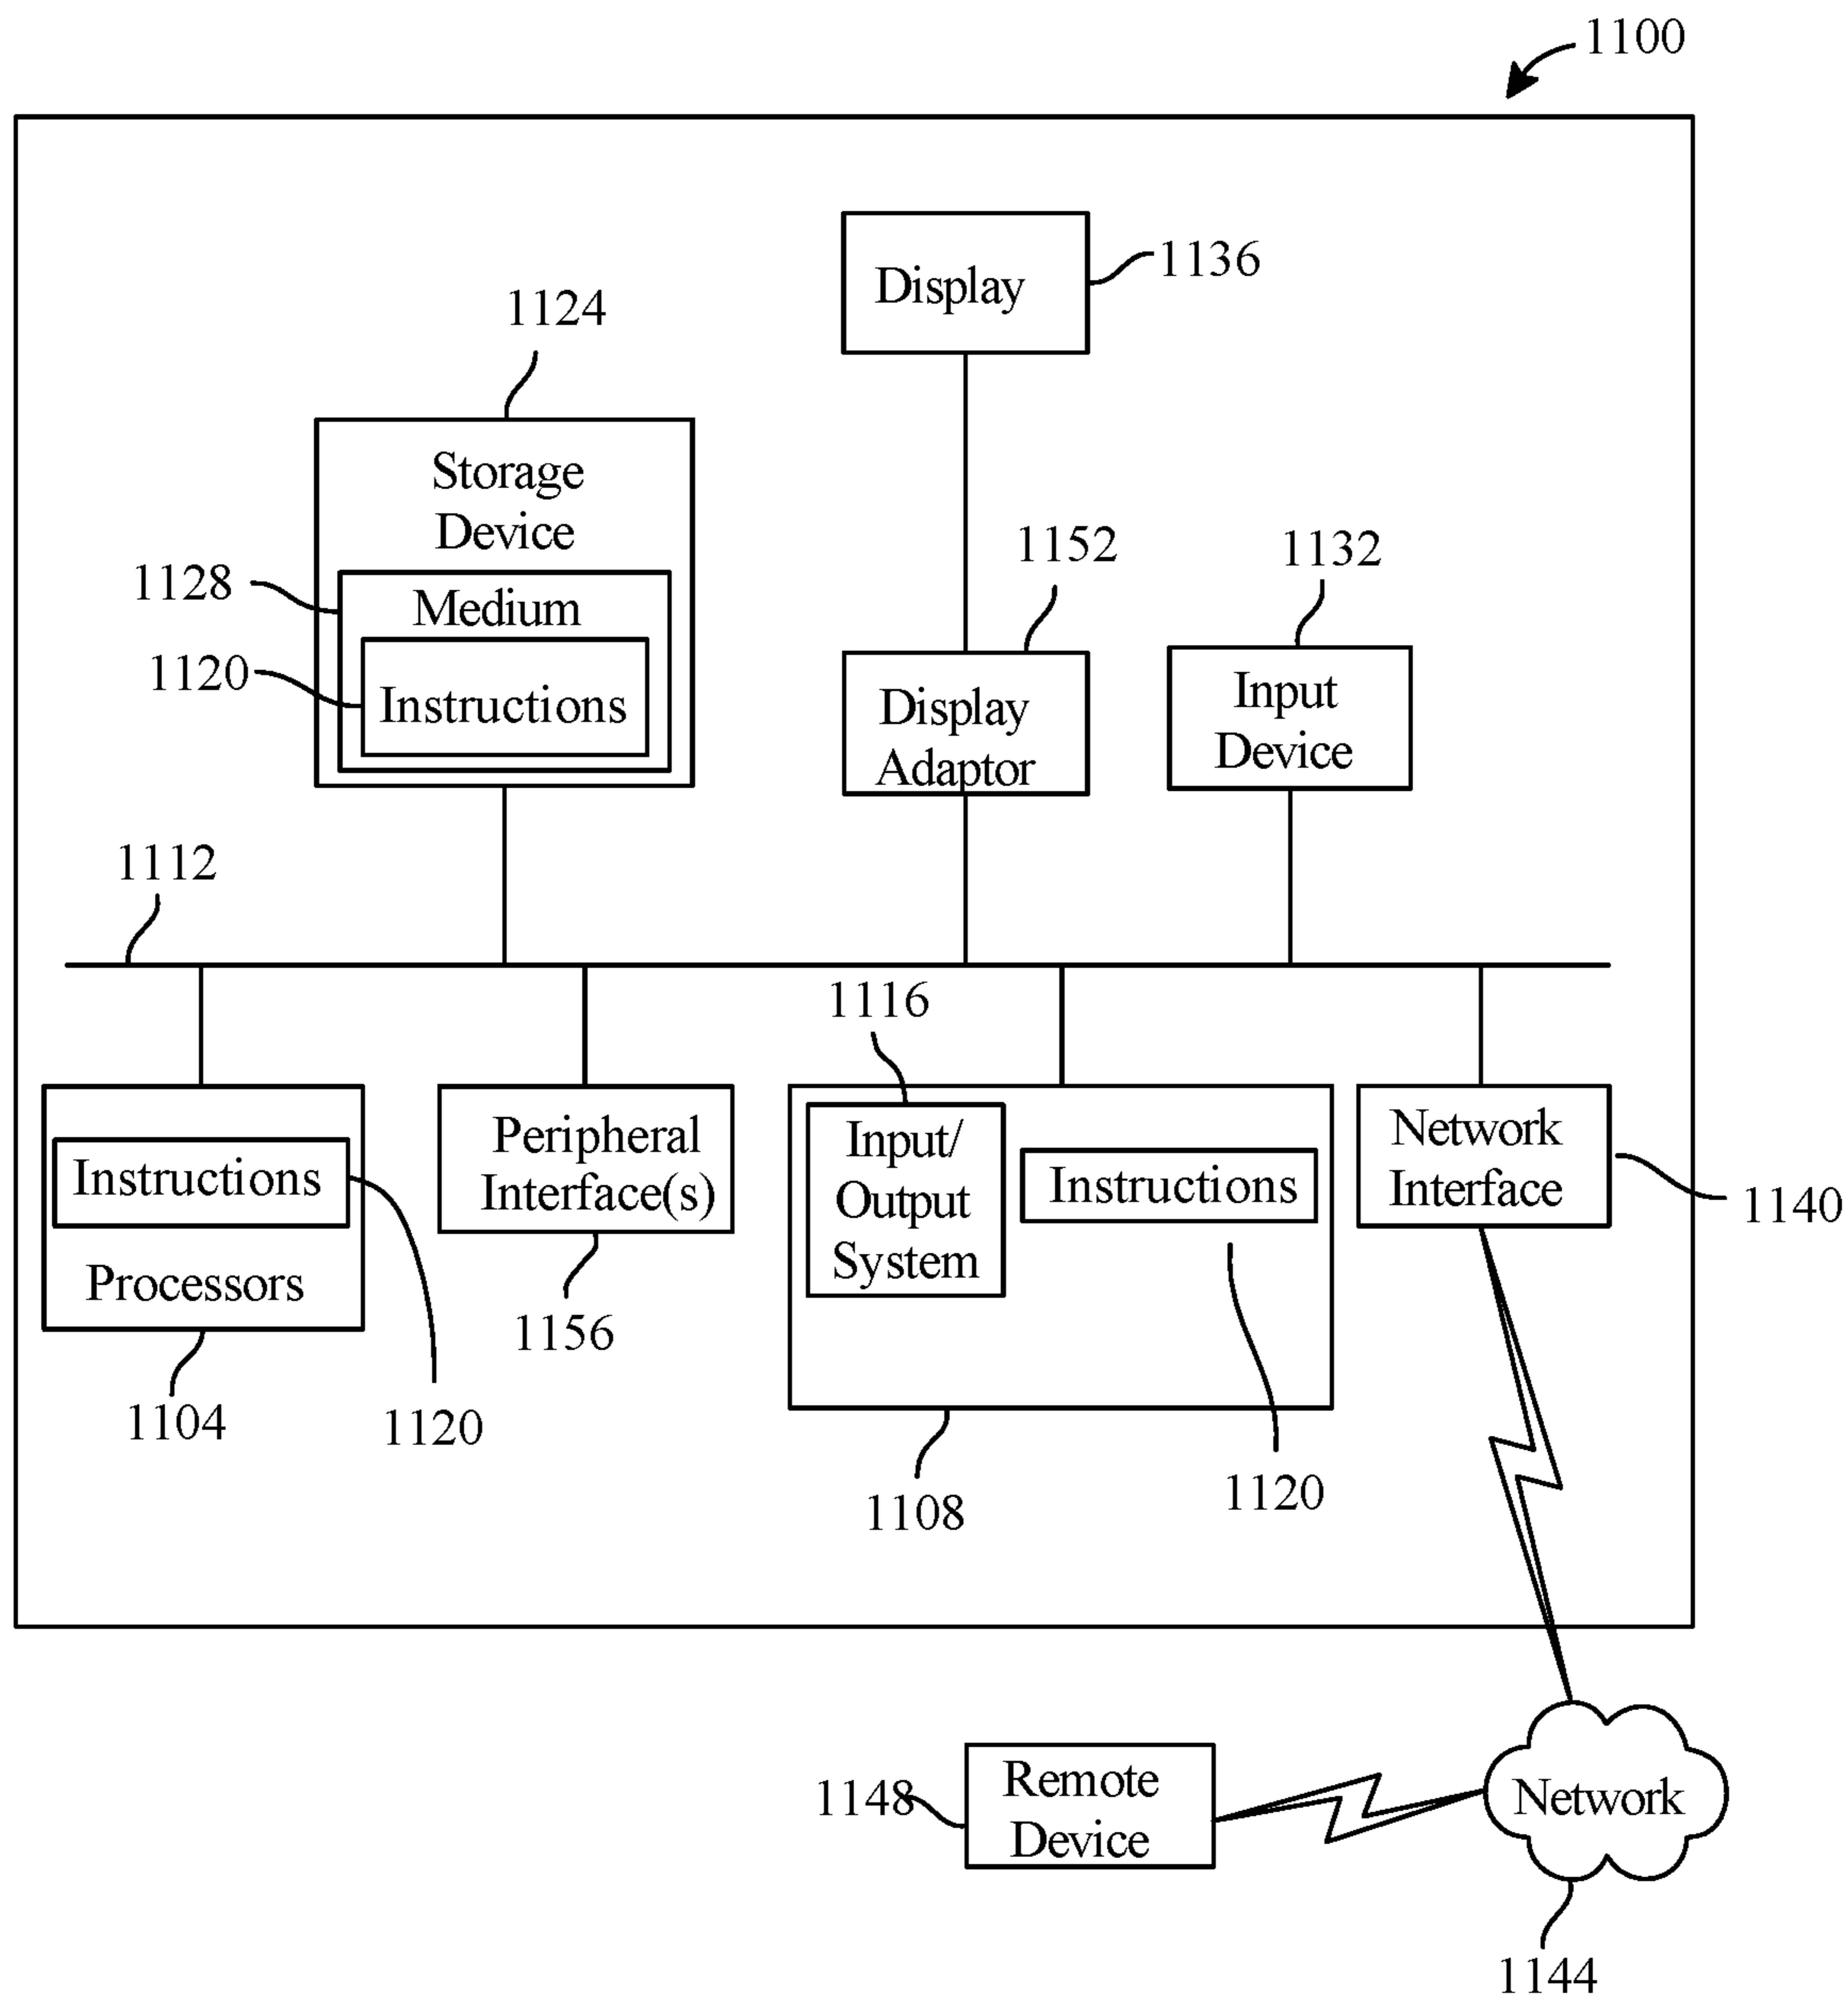 1100
Display
1136
1124
Storage
Device
1128
Medium
1120
Instructions
1152
Display
Adaptor
1132
Input
Device
1112
1116
Instructions
Processors
1104
1120
Peripheral
Interface(s)
1156
Input/
Output
System
Instructions
1120
1108
Network
Interface
1140
Remote
Device
1148
Network
1144